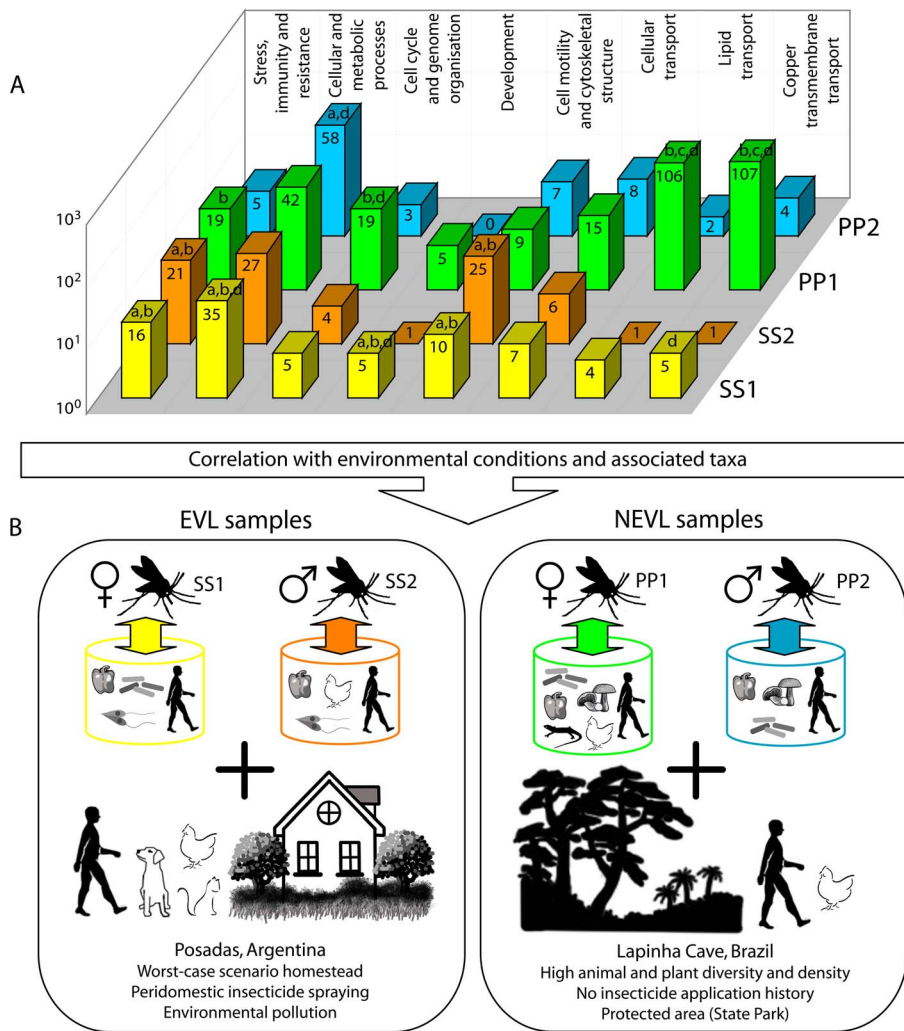 A
Stress,
immunity and
resistance
Cellular and
metabolic
processes
Cell cycle
and genome
organisation
Development
Cell motility
and cytoskeletal
structure
Cellular
transport
Lipid
transport
Copper
transmembrane
transport
10³
10²
10¹
10⁰
5
a,d
58
3
0
7
8
2
4
PP2
b
19
42
b,d
19
5
9
15
b,c,d
106
b,c,d
107
PP1
a,b
21
27
4
1
a,b
25
6
1
1
SS2
a,b
16
a,b,d
35
5
a,b,d
5
a,b
10
7
4
d
5
SS1
Correlation with environmental conditions and associated taxa
B
EVL samples
NEVL samples
♀ SS1
♂ SS2
♀ PP1
♂ PP2
+
+
Posadas, Argentina
Worst-case scenario homestead
Peridomestic insecticide spraying
Environmental pollution
Lapinha Cave, Brazil
High animal and plant diversity and density
No insecticide application history
Protected area (State Park)